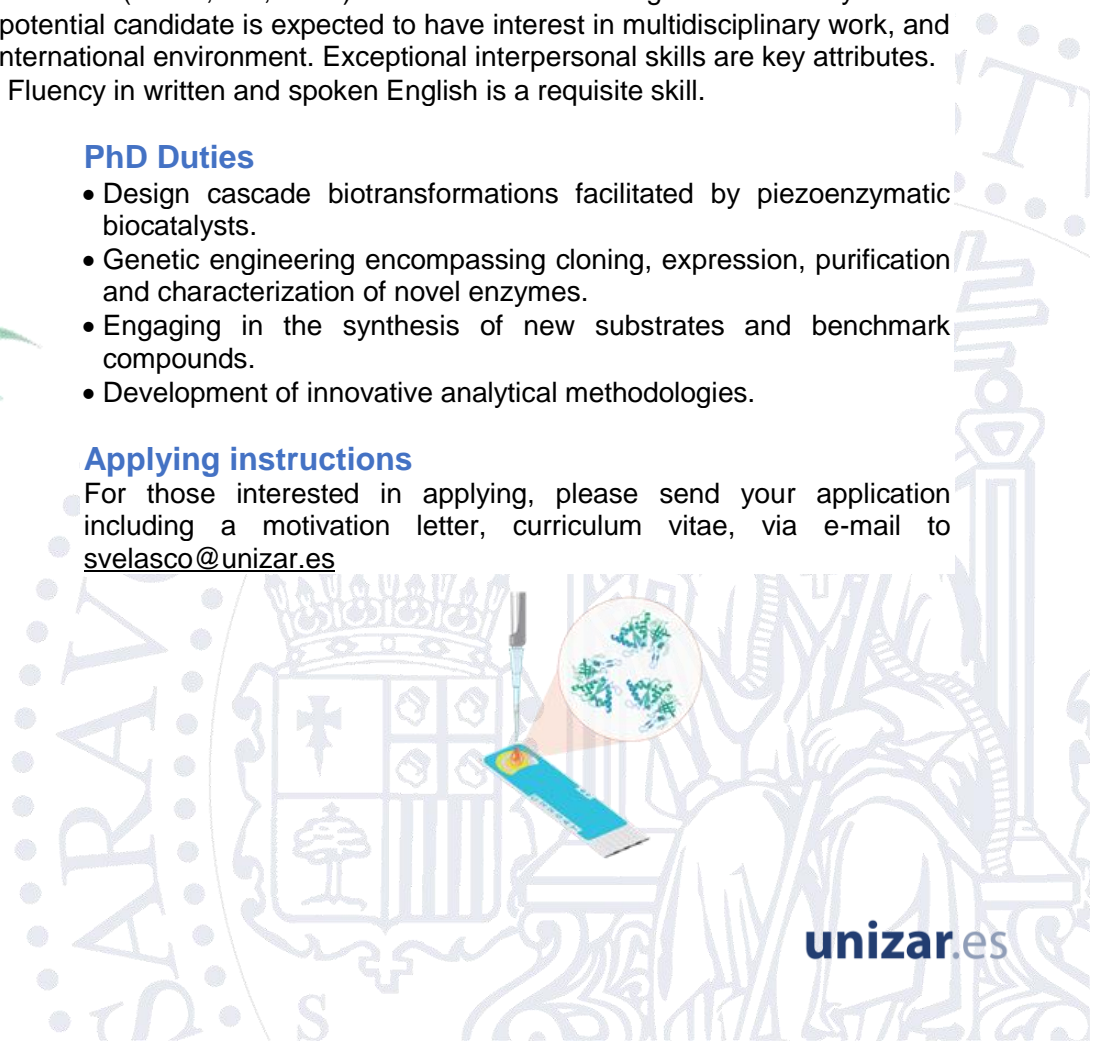 potential candidate is expected to have interest in multidisciplinary work, and
nternational environment. Exceptional interpersonal skills are key attributes.
Fluency in written and spoken English is a requisite skill.
PhD Duties
• Design cascade biotransformations facilitated by piezoenzymatic
biocatalysts.
• Genetic engineering encompassing cloning, expression, purification
and characterization of novel enzymes.
• Engaging in the synthesis of new substrates and benchmark
compounds.
• Development of innovative analytical methodologies.
Applying instructions
For those interested in applying, please send your application
including a motivation letter, curriculum vitae, via e-mail to
svelasco@unizar.es
unizar.es